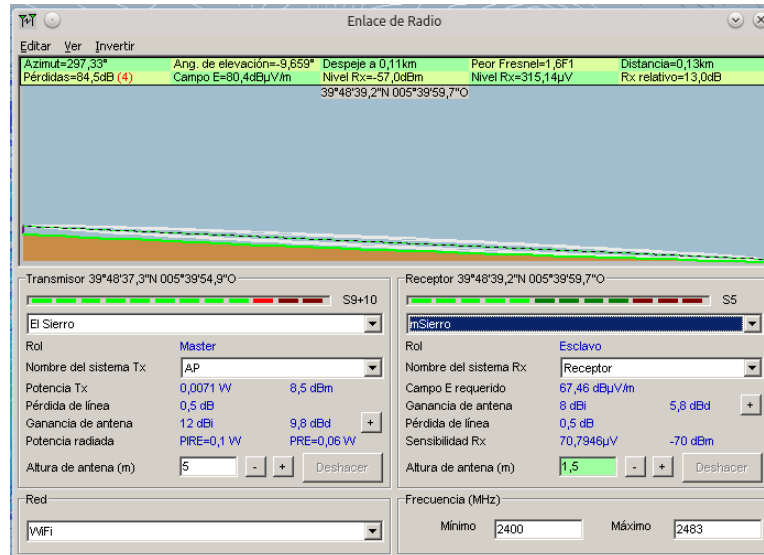 Enlace de Radio
Editar Ver Invertir
Azimut=297,33° Ang. de elevación=-9,659° Despeje a 0,11km Peor Fresnel=1,6F1 Distancia=0,13km
Pérdidas=84,5dB (4) Campo E=80,4dBµV/m Nivel Rx=-57,0dBm Nivel Rx=315,14µV Rx relativo=13,0dB
39°48'39,2"N 005°39'59,7"O
Transmisor 39°48'37,3"N 005°39'54,9"O
S9+10
El Sierro
Rol Master
Nombre del sistema Tx AP
Potencia Tx 0,0071 W 8,5 dBm
Pérdida de línea 0,5 dB
Ganancia de antena 12 dBi 9,8 dBd +
Potencia radiada PIRE=0,1 W PRE=0,06 W
Altura de antena (m) 5 - + Deshacer
Red
WiFi
Receptor 39°48'39,2"N 005°39'59,7"O
S5
mSierro
Rol Esclavo
Nombre del sistema Rx Receptor
Campo E requerido 67,46 dBµV/m
Ganancia de antena 8 dBi 5,8 dBd +
Pérdida de línea 0,5 dB
Sensibilidad Rx 70,7946µV -70 dBm
Altura de antena (m) 1,5 - + Deshacer
Frecuencia (MHz)
Mínimo 2400 Máximo 2483